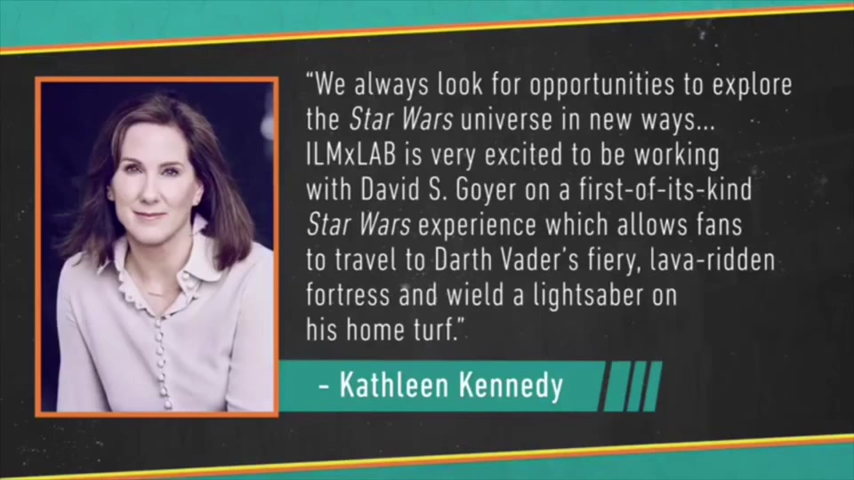 “We always look for opportunities to explore
the Star Wars universe in new ways...
ILMxLAB is very excited to be working
with David S. Goyer on a first-of-its-kind
Star Wars experience which allows fans
to travel to Darth Vader’s fiery, lava-ridden
fortress and wield a lightsaber on
his home turf.”
- Kathleen Kennedy